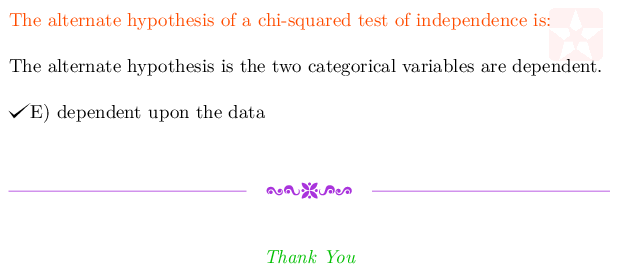 The alternate hypothesis of a chi-squared test of independence is:
The alternate hypothesis is the two categorical variables are dependent.
✓E) dependent upon the data
Thank You